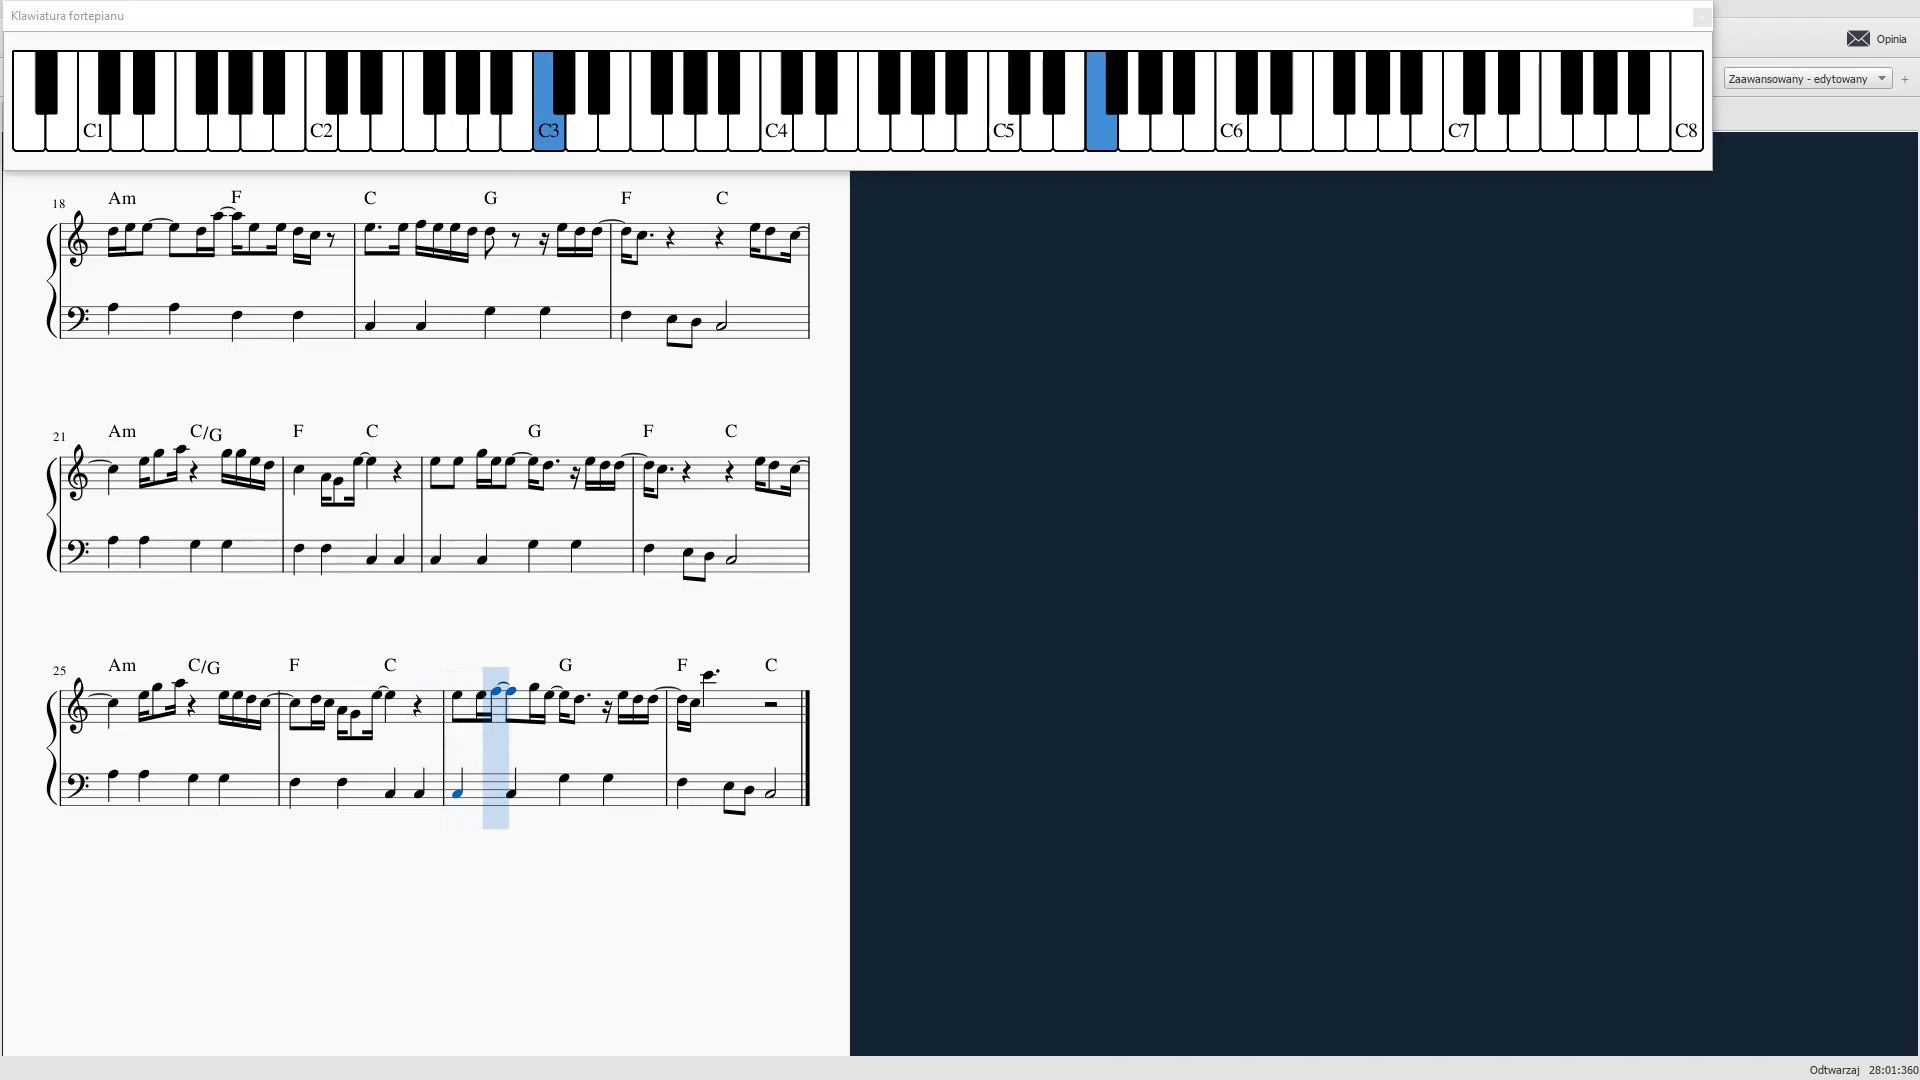 Klawiatura fortepianu
Opinia
Zaawansowany - edytowany
+
C1 C2 C3 C4 C5 C6 C7 C8
18 Am F C G F C
21 Am C/G F C G F C
25 Am C/G F C G F C
Odtwarzaj 28:01:360